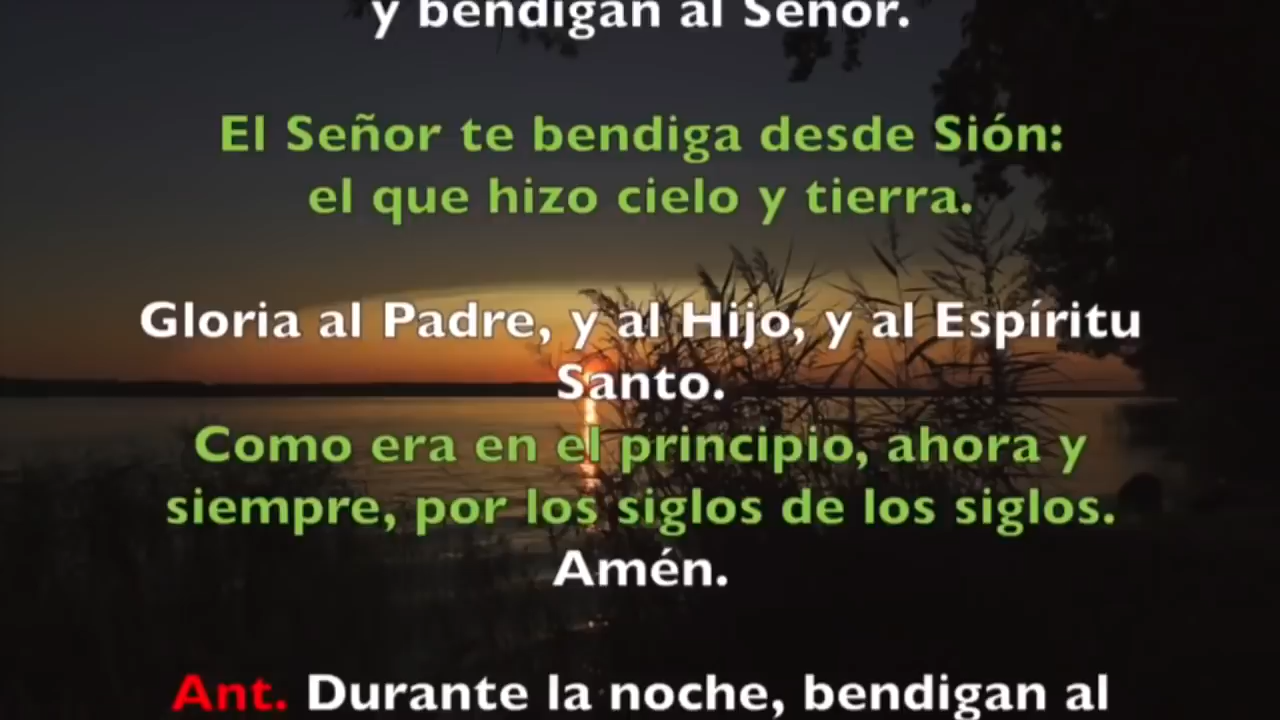 y bendigan al Señor.
El Señor te bendiga desde Sión:
el que hizo cielo y tierra.
Gloria al Padre, y al Hijo, y al Espíritu
Santo.
Como era en el principio, ahora y
siempre, por los siglos de los siglos.
Amén.
Ant. Durante la noche, bendigan al